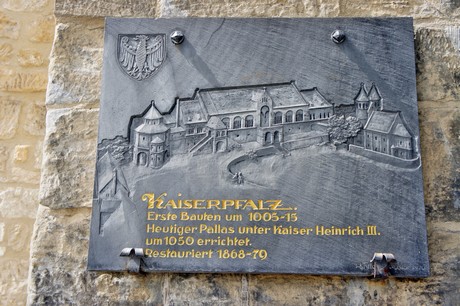 KAISERPFALZ.
Erste Bauten um 1005-15
Heutiger Pallas unter Kaiser Heinrich III.
um 1050 errichtet.
Restauriert 1868-79